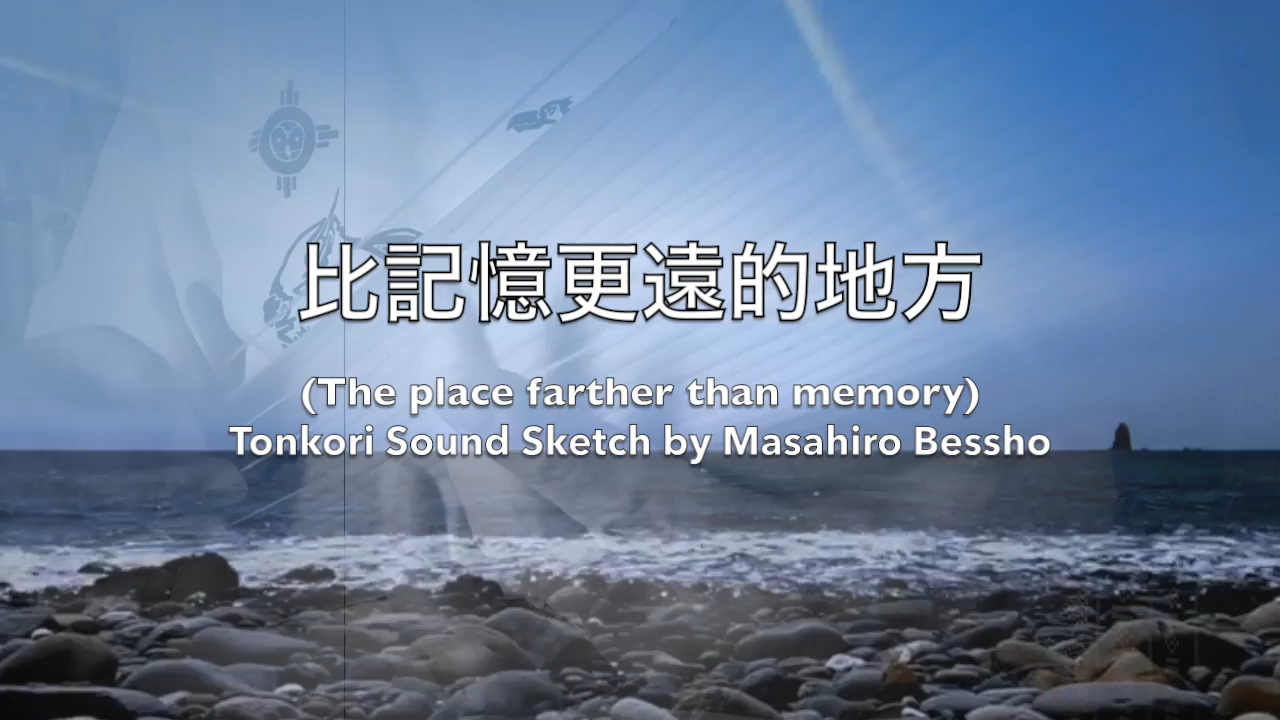 比記憶更遠的地方
(The place farther than memory)
Tonkori Sound Sketch by Masahiro Bessho